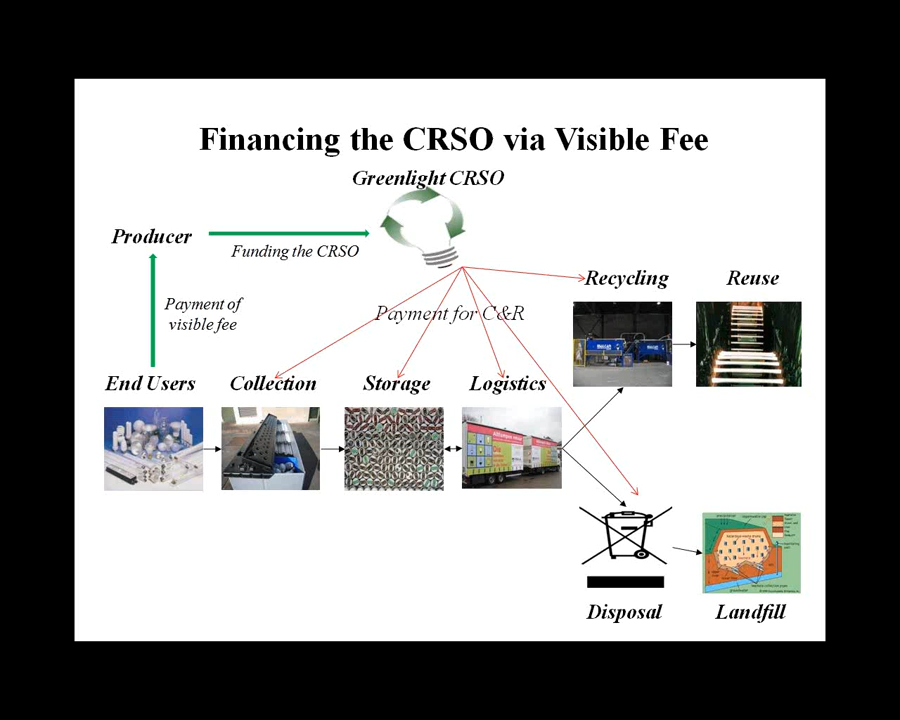 Financing the CRSO via Visible Fee
Greenlight CRSO
Producer
Funding the CRSO
Payment of
visible fee
Payment for C&R
Recycling
Reuse
End Users
Collection
Storage
Logistics
Disposal
Landfill